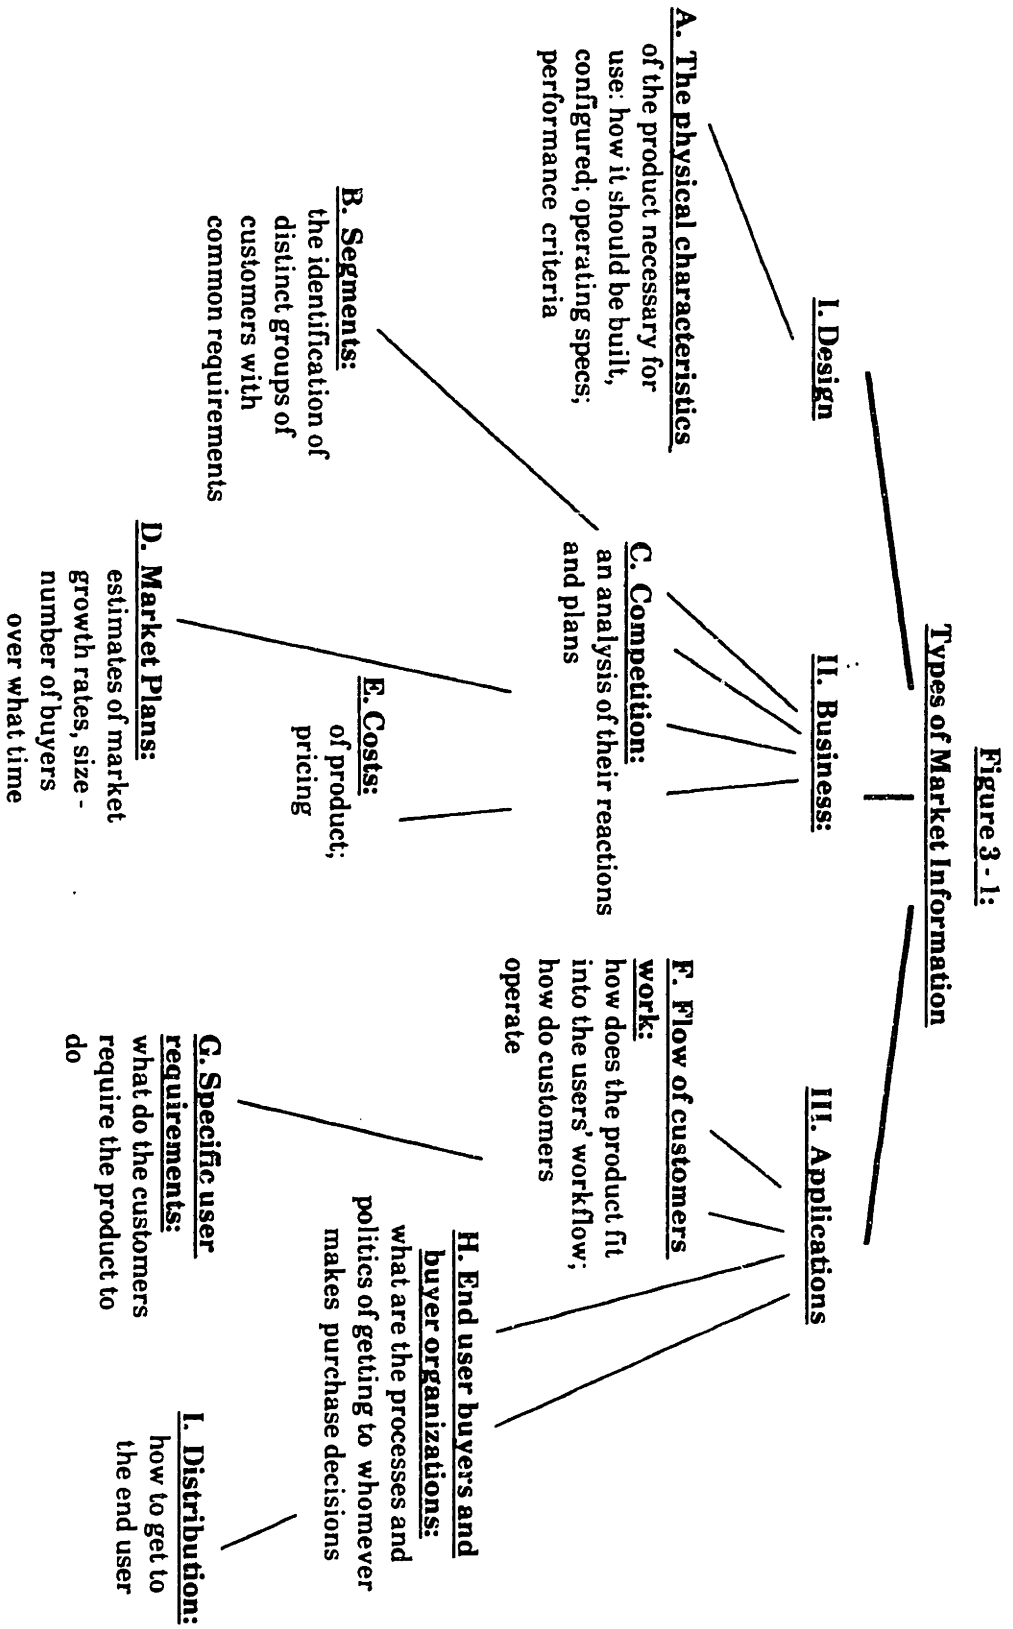 Figure 3 - 1:
Types of Market Information
I. Design
II. Business:
III. Applications
A. The physical characteristics
of the product necessary for
use: how it should be built,
configured; operating specs;
performance criteria
B. Segments:
the identification of
distinct groups of
customers with
common requirements
C. Competition:
an analysis of their reactions
and plans
D. Market Plans:
estimates of market
growth rates, size -
number of buyers
over what time
E. Costs:
of product;
pricing
F. Flow of customers
work:
how does the product fit
into the users' workflow;
how do customers
operate
G. Specific user
requirements:
what do the customers
require the product to
do
H. End user buyers and
buyer organizations:
what are the processes and
politics of getting to whomever
makes purchase decisions
I. Distribution:
how to get to
the end user